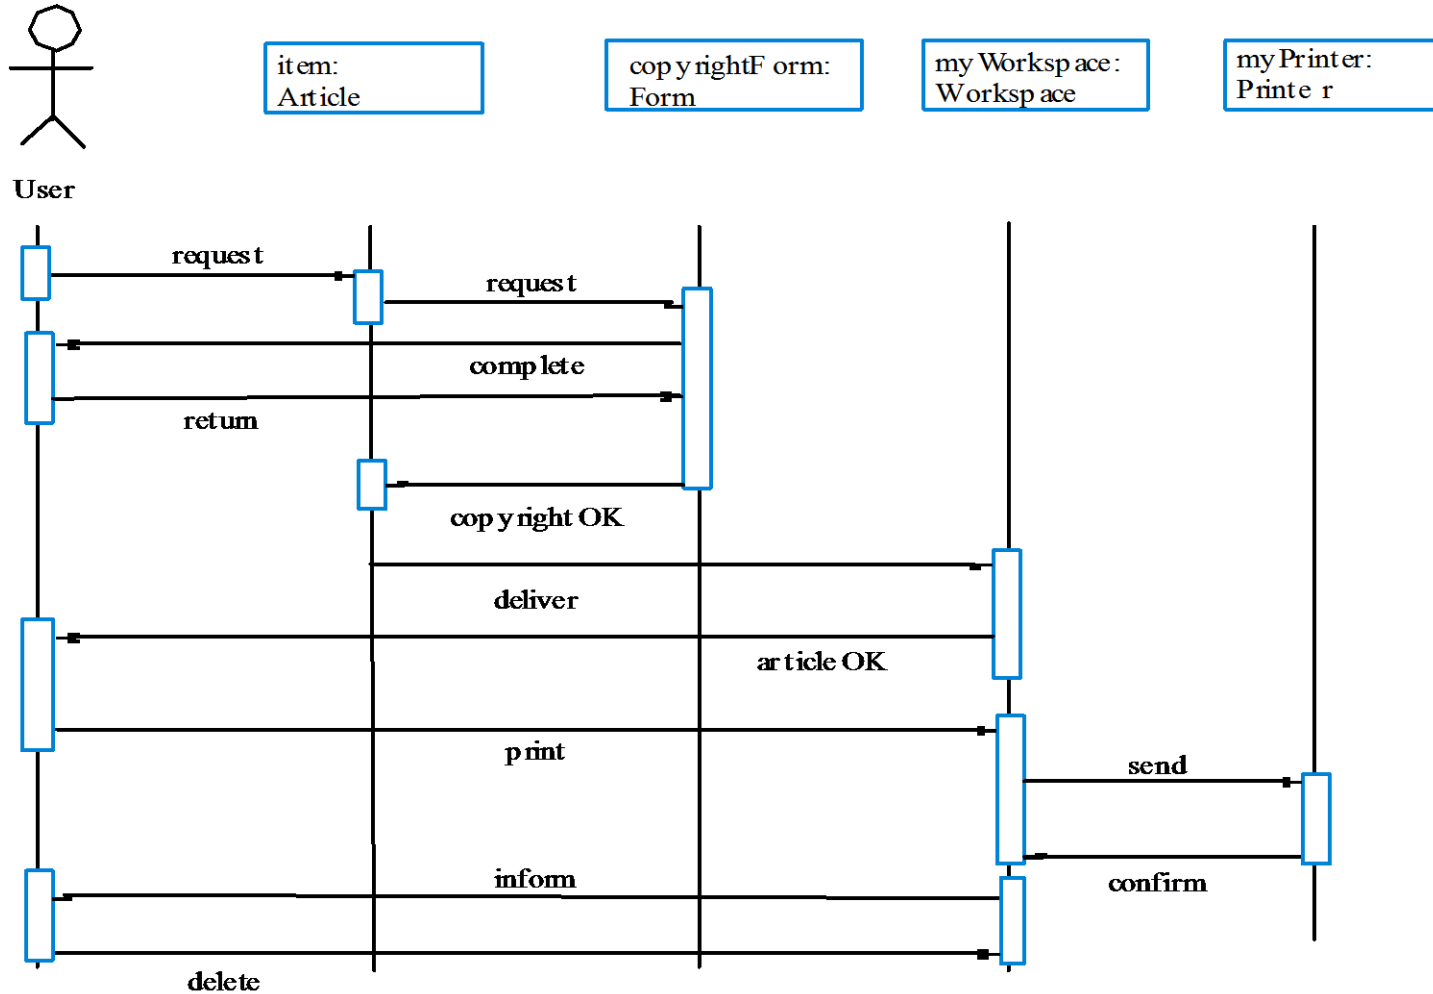 item:
Article
copyrightForm:
Form
myWorkspace:
Workspace
myPrinter:
Printer
User
request
request
complete
return
copyright OK
deliver
article OK
print
send
inform
confirm
delete